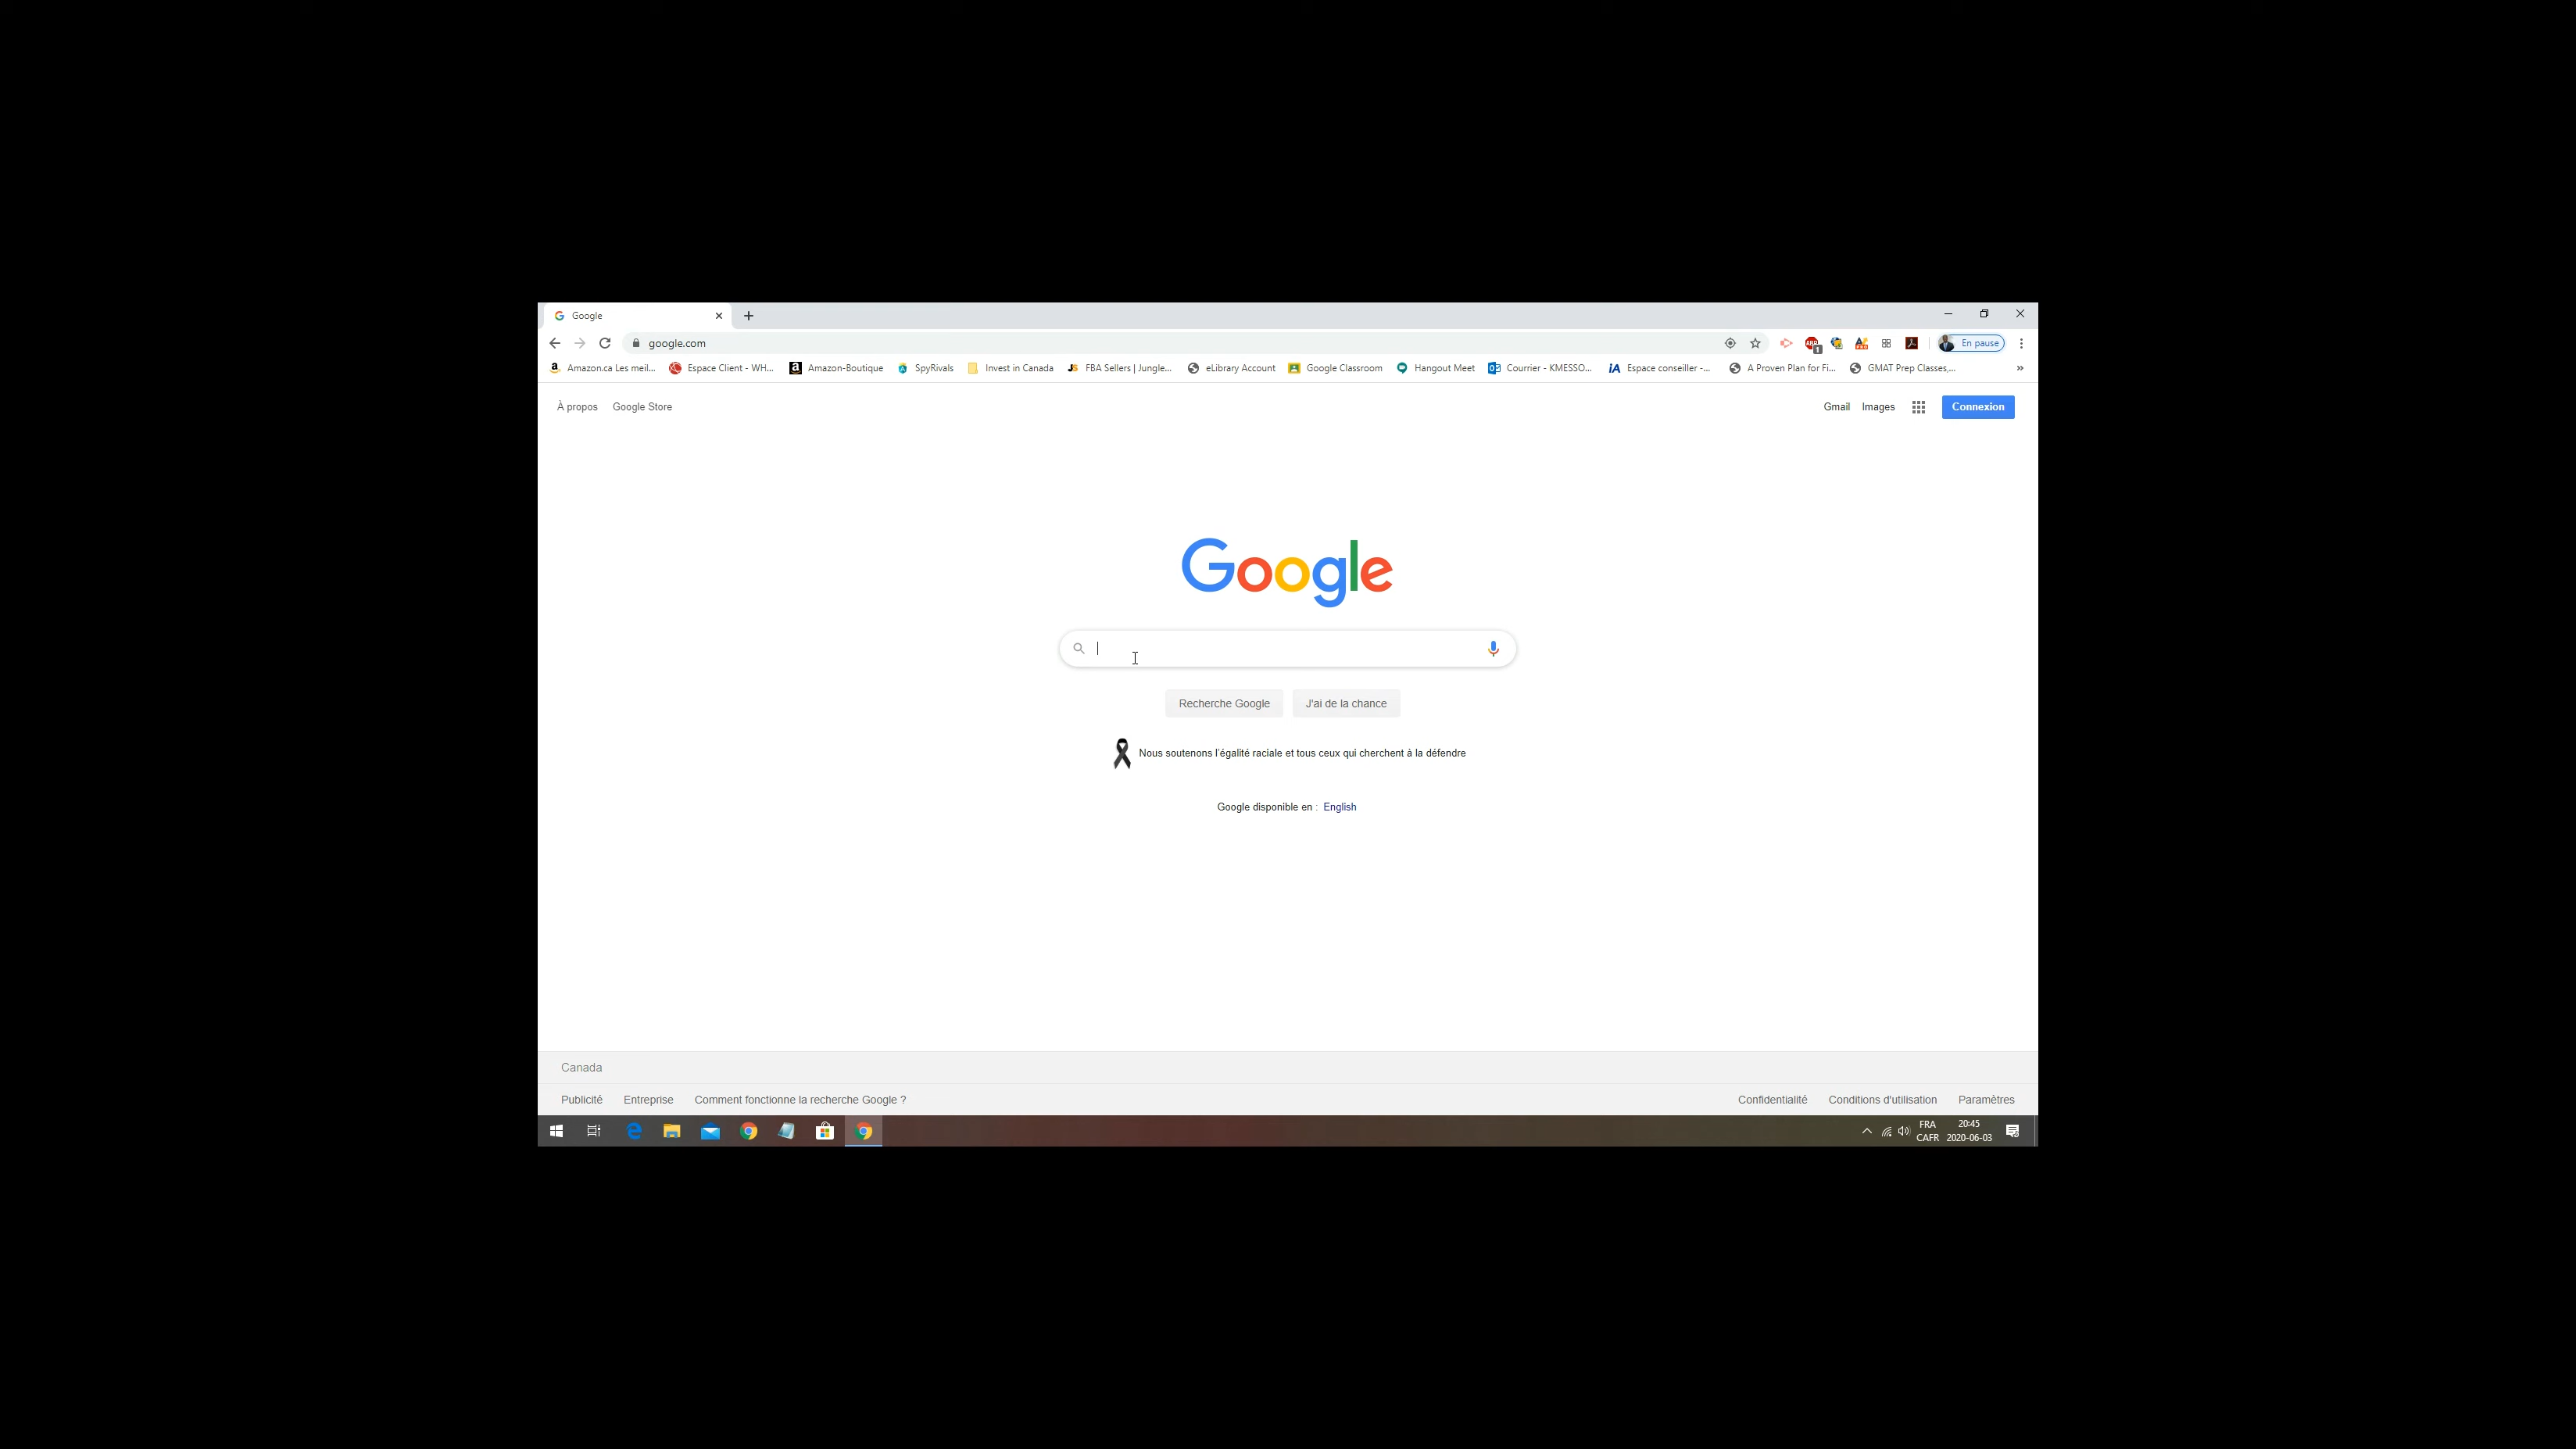 Google
google.com
En pause
Amazon.ca Les meil... Espace Client - WH... Amazon-Boutique SpyRivals Invest in Canada FBA Sellers | Jungle... eLibrary Account Google Classroom Hangout Meet Courrier - KMESSO... Espace conseiller -... A Proven Plan for Fi... GMAT Prep Classes,... »
À propos Google Store Gmail Images Connexion
Google
Recherche Google J'ai de la chance
Nous soutenons l'égalité raciale et tous ceux qui cherchent à la défendre
Google disponible en : English
Canada
Publicité Entreprise Comment fonctionne la recherche Google ? Confidentialité Conditions d'utilisation Paramètres
FRA 20:45
CAFR 2020-06-03